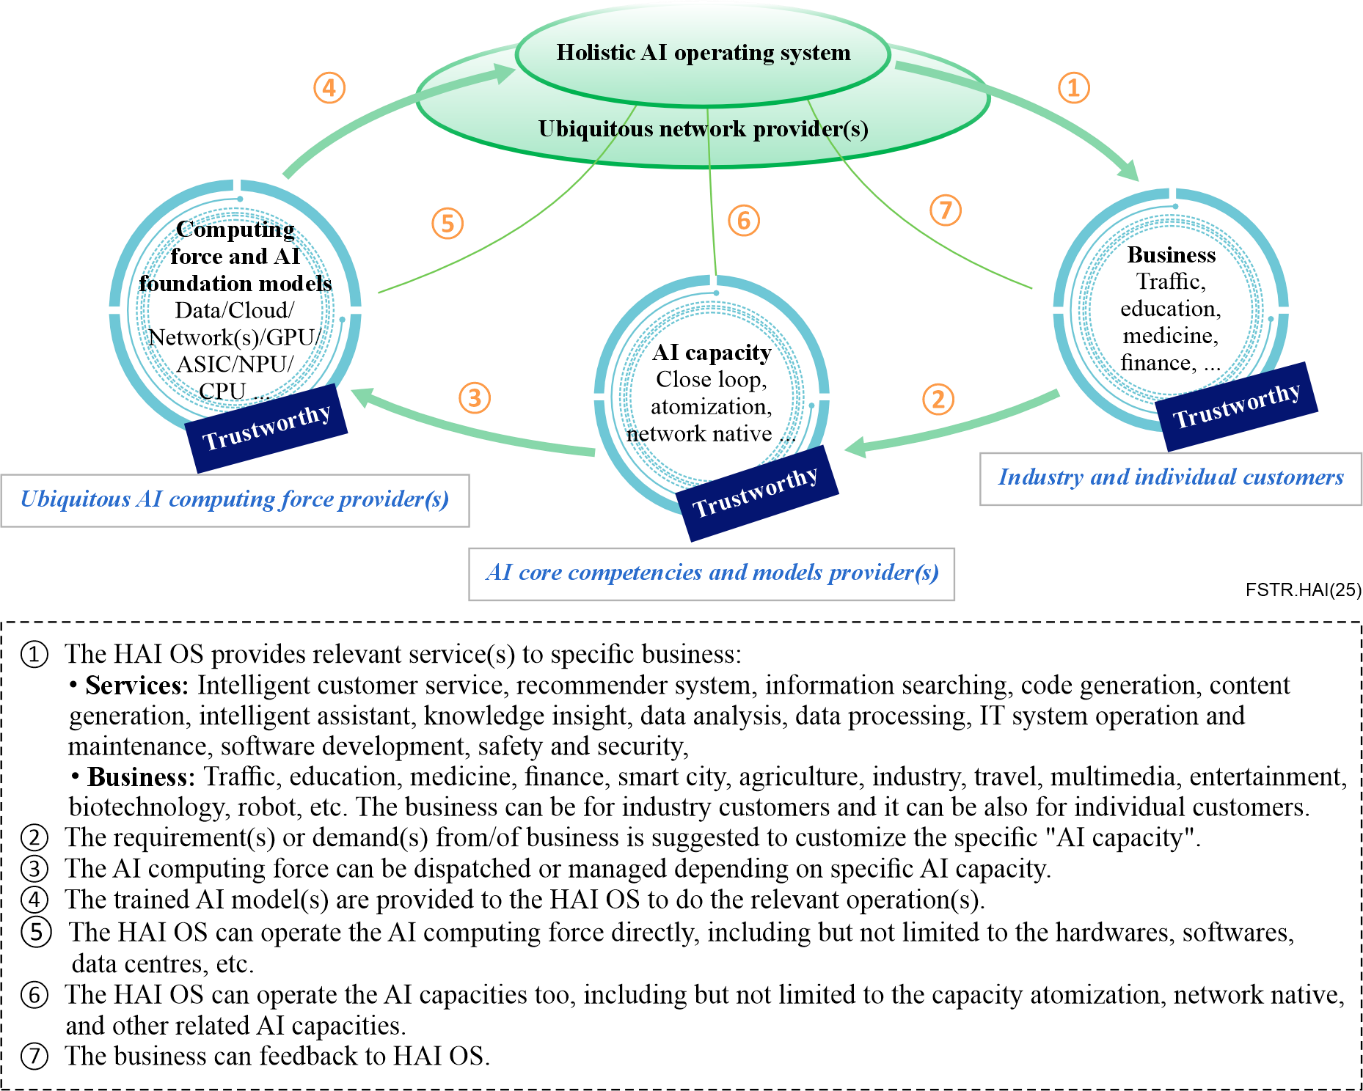 Holistic AI operating system
Ubiquitous network provider(s)
④
①
⑤
⑥
⑦
Computing
force and AI
foundation models
Data/Cloud/
Network(s)/GPU/
ASIC/NPU/
CPU ...
Trustworthy
Ubiquitous AI computing force provider(s)
③
AI capacity
Close loop,
atomization,
network native ...
Trustworthy
AI core competencies and models provider(s)
②
Business
Traffic,
education,
medicine,
finance, ...
Trustworthy
Industry and individual customers
FSTR.HAI(25)
① The HAI OS provides relevant service(s) to specific business:
• Services: Intelligent customer service, recommender system, information searching, code generation, content
generation, intelligent assistant, knowledge insight, data analysis, data processing, IT system operation and
maintenance, software development, safety and security,
• Business: Traffic, education, medicine, finance, smart city, agriculture, industry, travel, multimedia, entertainment,
biotechnology, robot, etc. The business can be for industry customers and it can be also for individual customers.
② The requirement(s) or demand(s) from/of business is suggested to customize the specific "AI capacity".
③ The AI computing force can be dispatched or managed depending on specific AI capacity.
④ The trained AI model(s) are provided to the HAI OS to do the relevant operation(s).
⑤ The HAI OS can operate the AI computing force directly, including but not limited to the hardwares, softwares,
data centres, etc.
⑥ The HAI OS can operate the AI capacities too, including but not limited to the capacity atomization, network native,
and other related AI capacities.
⑦ The business can feedback to HAI OS.